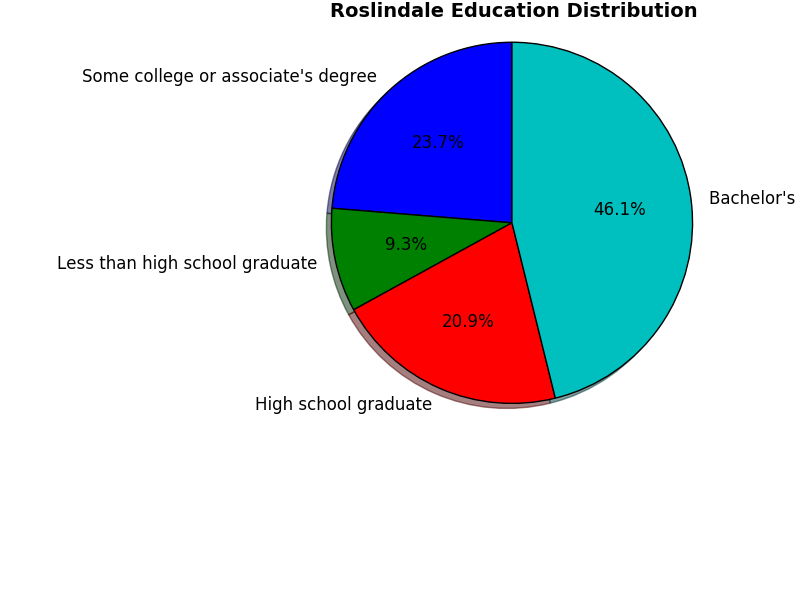 Roslindale Education Distribution
Some college or associate's degree
23.7%
46.1%
Bachelor's
9.3%
Less than high school graduate
20.9%
High school graduate